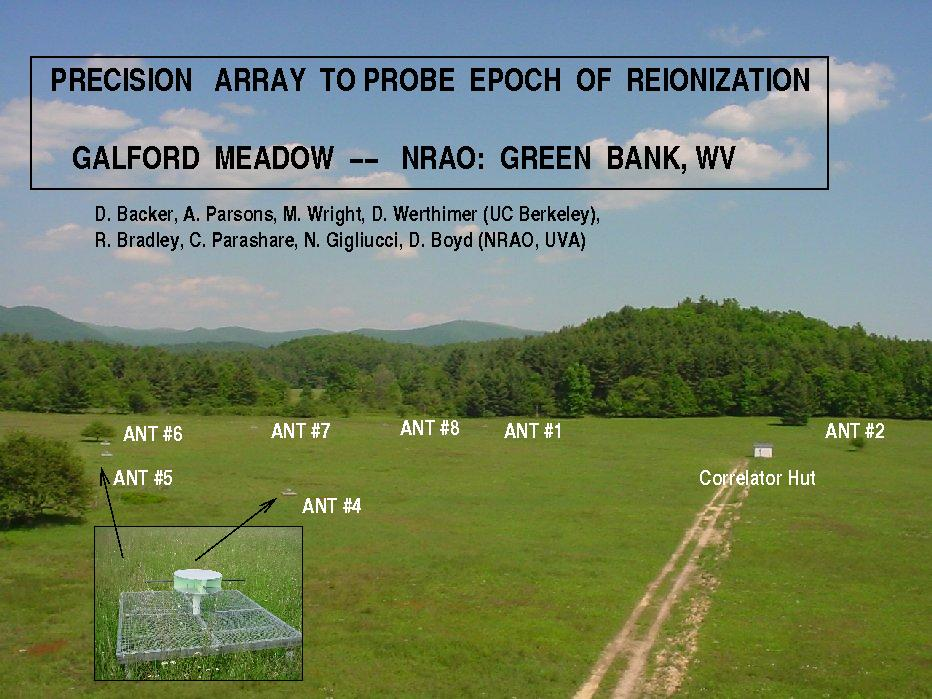 PRECISION ARRAY TO PROBE EPOCH OF REIONIZATION
GALFORD MEADOW -- NRAO: GREEN BANK, WV
D. Backer, A. Parsons, M. Wright, D. Werthimer (UC Berkeley),
R. Bradley, C. Parashare, N. Gigliucci, D. Boyd (NRAO, UVA)
ANT #6
ANT #7
ANT #8
ANT #1
ANT #2
ANT #5
Correlator Hut
ANT #4